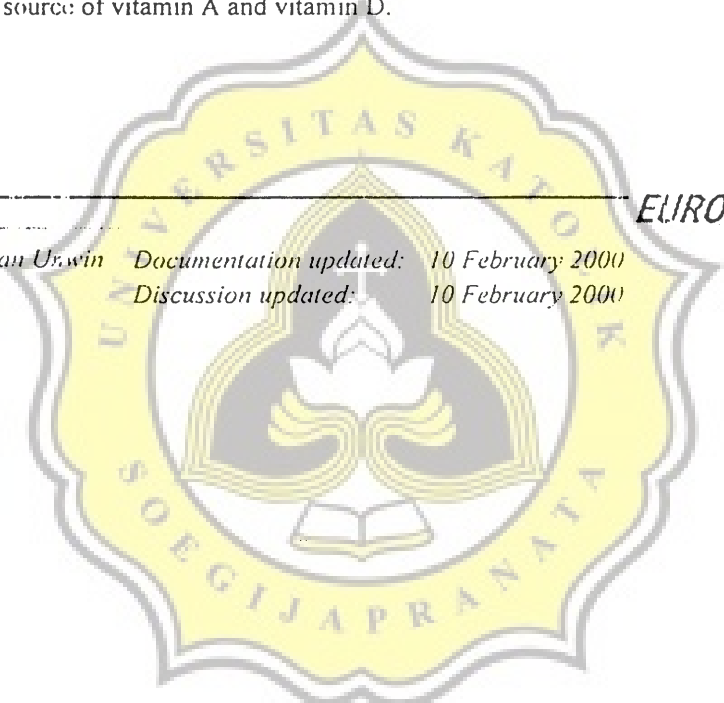 source of vitamin A and vitamin D.
UNIVERSITAS KATOLIK
EURO
an Unwin Documentation updated: 10 February 2000
Discussion updated: 10 February 2000
SOEGIJAPRANATA